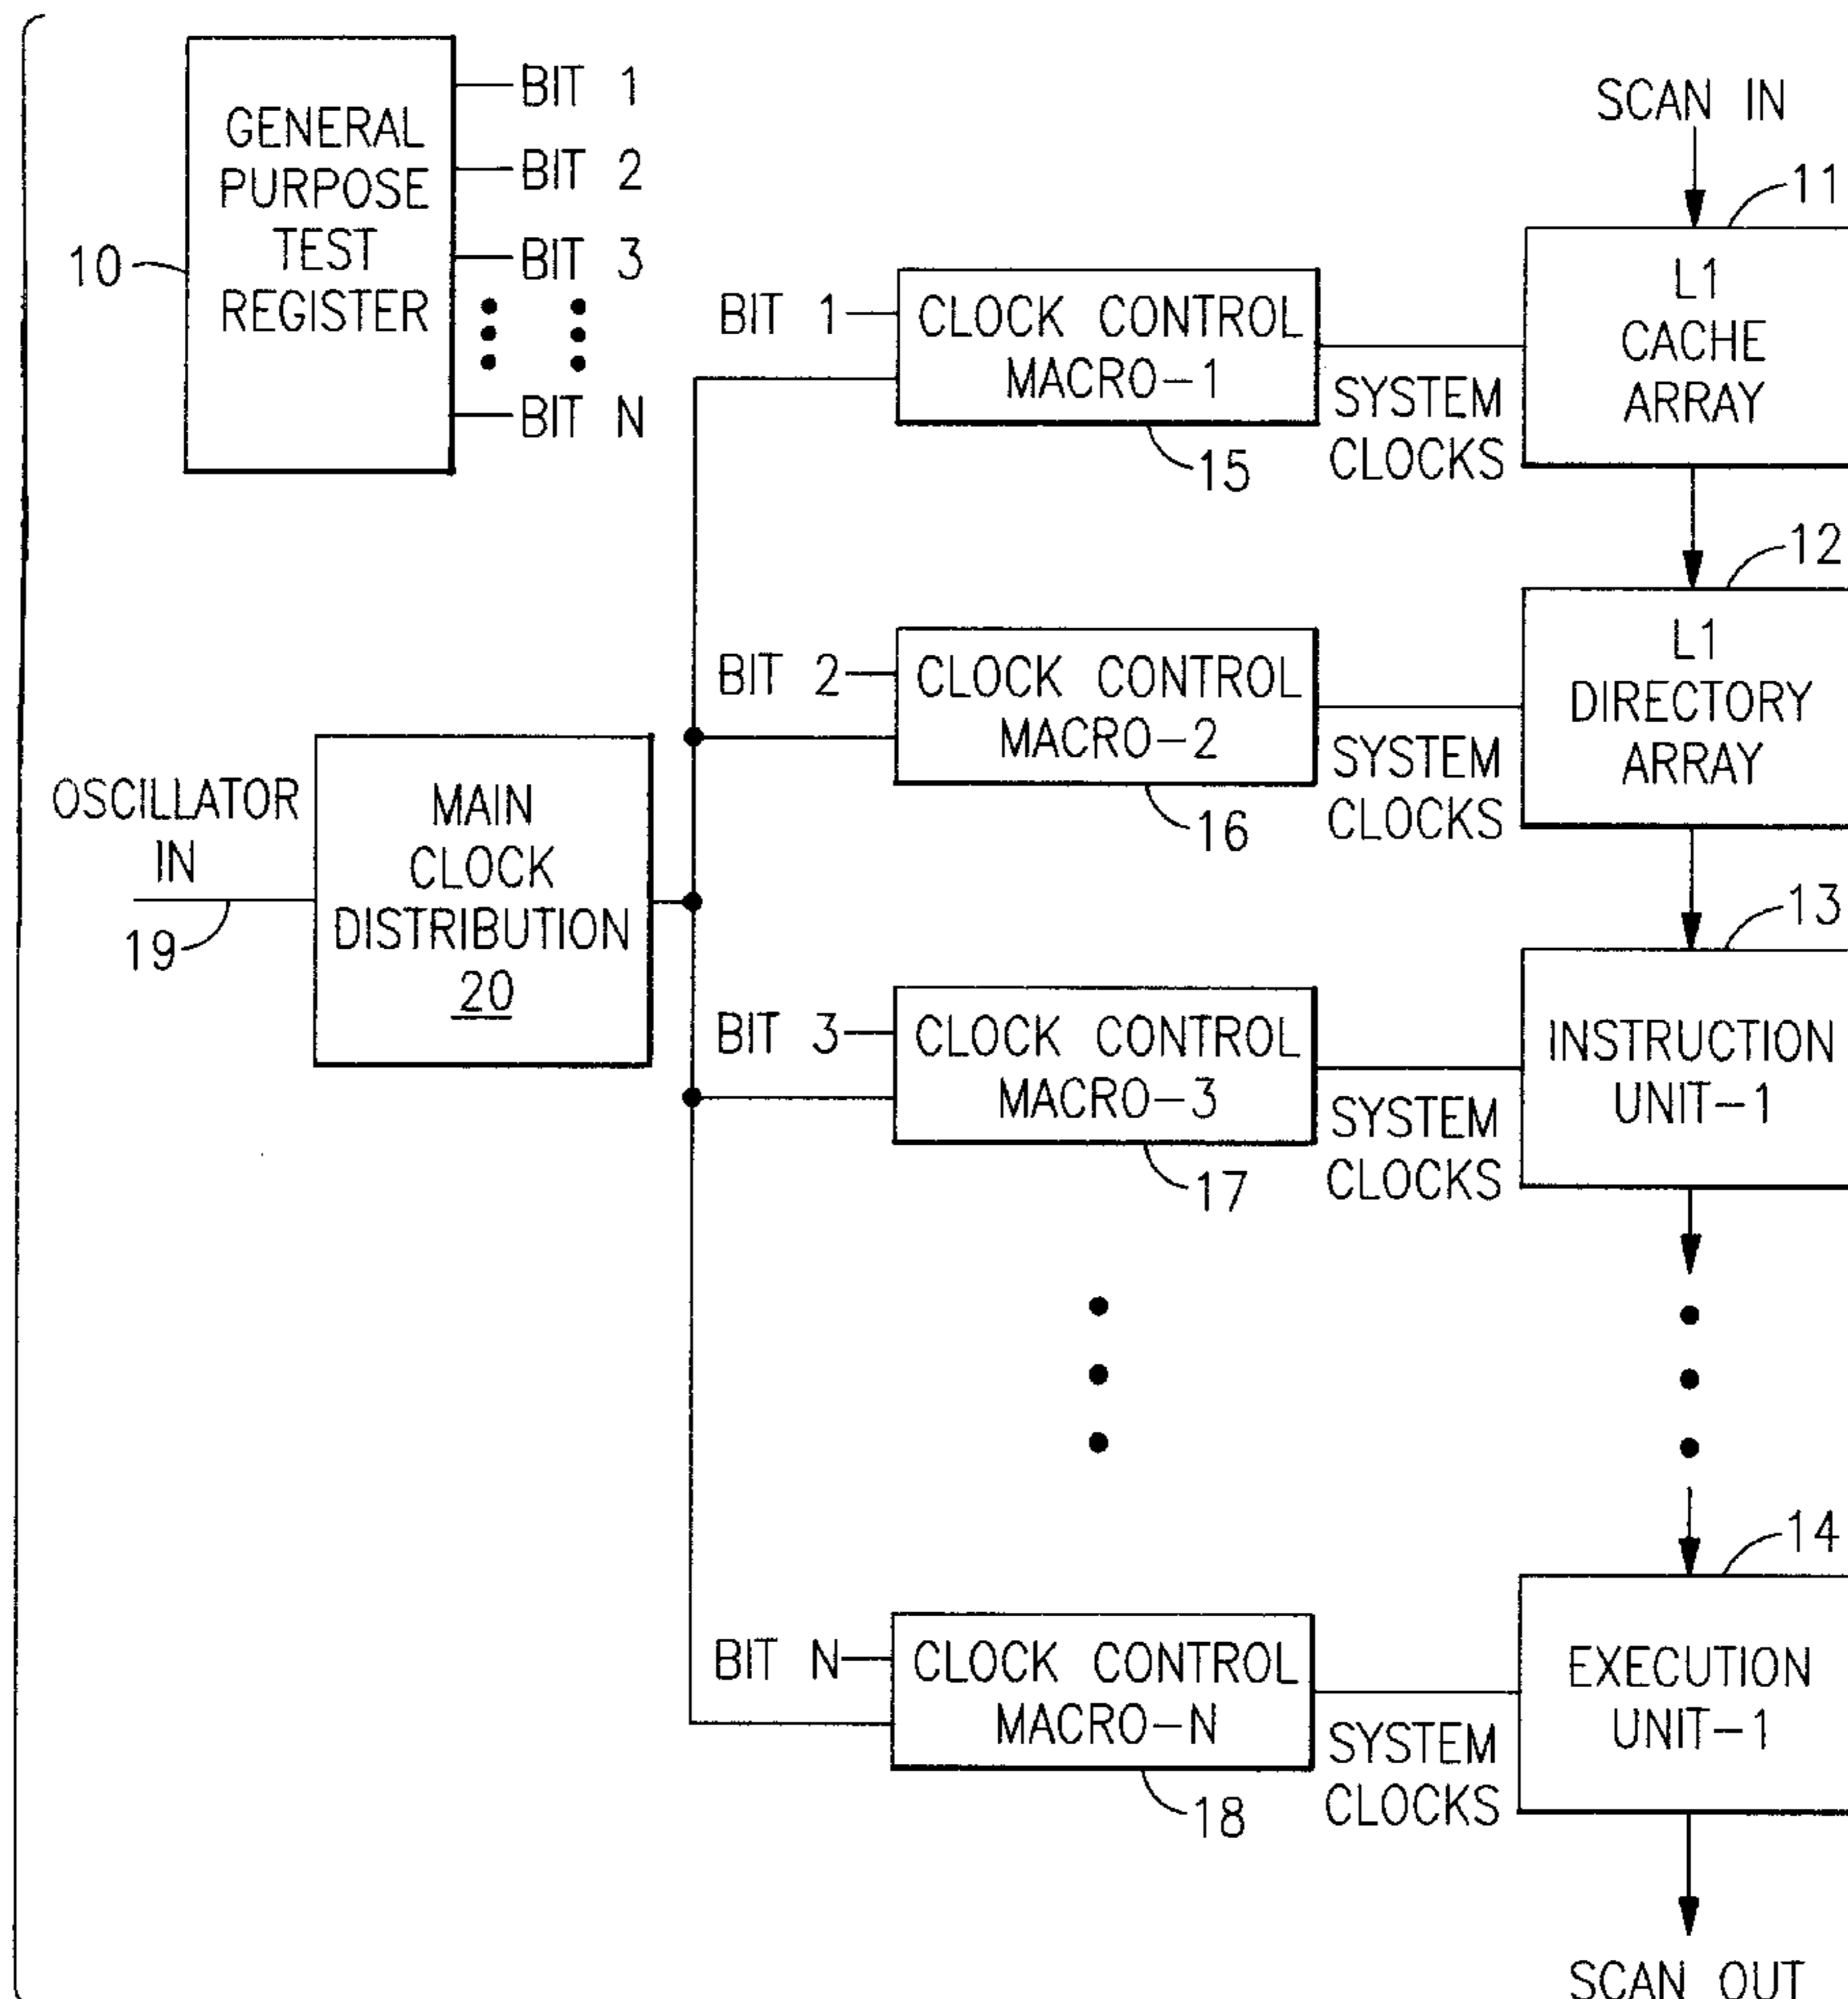 GENERAL
PURPOSE
TEST
REGISTER
10
BIT 1
BIT 2
BIT 3
BIT N
SCAN IN
11
L1
CACHE
ARRAY
BIT 1
CLOCK CONTROL
MACRO-1
15
SYSTEM
CLOCKS
12
L1
DIRECTORY
ARRAY
BIT 2
CLOCK CONTROL
MACRO-2
16
SYSTEM
CLOCKS
OSCILLATOR
IN
19
MAIN
CLOCK
DISTRIBUTION
20
13
INSTRUCTION
UNIT-1
BIT 3
CLOCK CONTROL
MACRO-3
17
SYSTEM
CLOCKS
14
EXECUTION
UNIT-1
BIT N
CLOCK CONTROL
MACRO-N
18
SYSTEM
CLOCKS
SCAN OUT